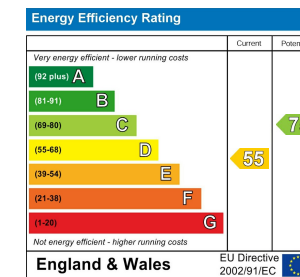 Energy Efficiency Rating
Current
Very energy efficient - lower running costs
(92 plus) A
(81-91) B
(69-80) C
(55-68) D
55
(39-54) E
(21-38) F
(1-20) G
Not energy efficient - higher running costs
England & Wales
EU Directive
2002/91/EC